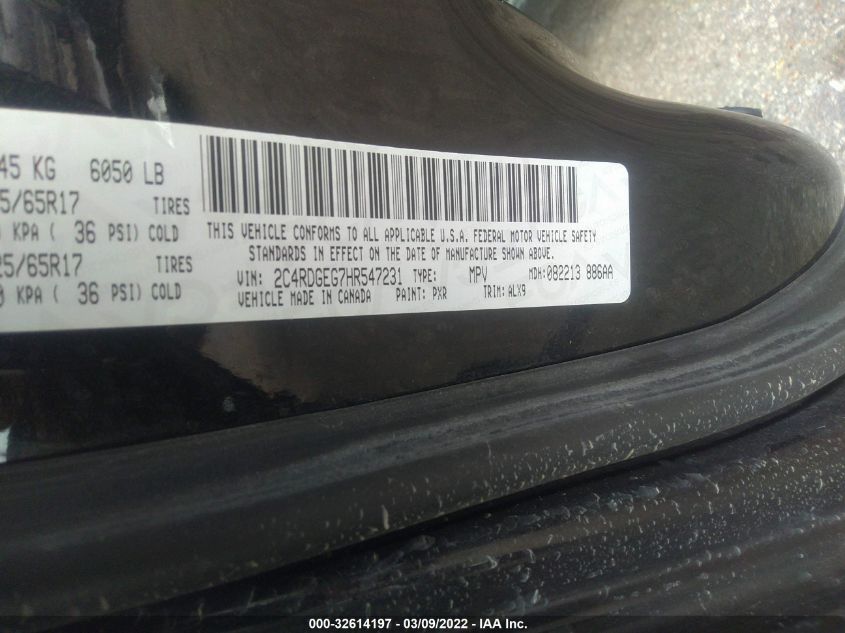 45 KG 6050 LB
5/65R17 TIRES
KPA ( 36 PSI) COLD
25/65R17 TIRES
0 KPA ( 36 PSI) COLD
THIS VEHICLE CONFORMS TO ALL APPLICABLE U.S.A. FEDERAL MOTOR VEHICLE SAFETY
STANDARDS IN EFFECT ON THE DATE OF MANUFACTURE SHOWN ABOVE.
VIN: 2C4RDGEG7HR547231 TYPE: MPV MDH: 082213 886AA
VEHICLE MADE IN CANADA PAINT: PXR TRIM: ALX9
000-32614197 - 03/09/2022 - IAA Inc.